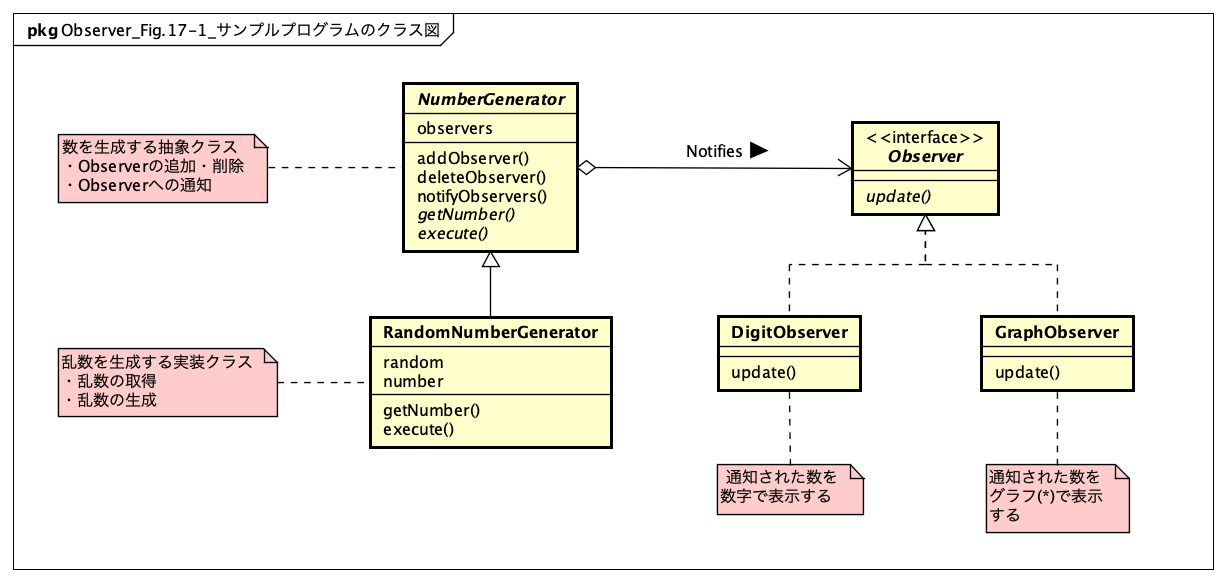 pkg Observer_Fig.17-1_サンプルプログラムのクラス図
数を生成する抽象クラス
・Observerの追加・削除
・Observerへの通知
NumberGenerator
observers
addObserver()
deleteObserver()
notifyObservers()
getNumber()
execute()
Notifies
<<interface>>
Observer
update()
乱数を生成する実装クラス
・乱数の取得
・乱数の生成
RandomNumberGenerator
random
number
getNumber()
execute()
DigitObserver
update()
GraphObserver
update()
通知された数を
数字で表示する
通知された数を
グラフ(*)で表示
する